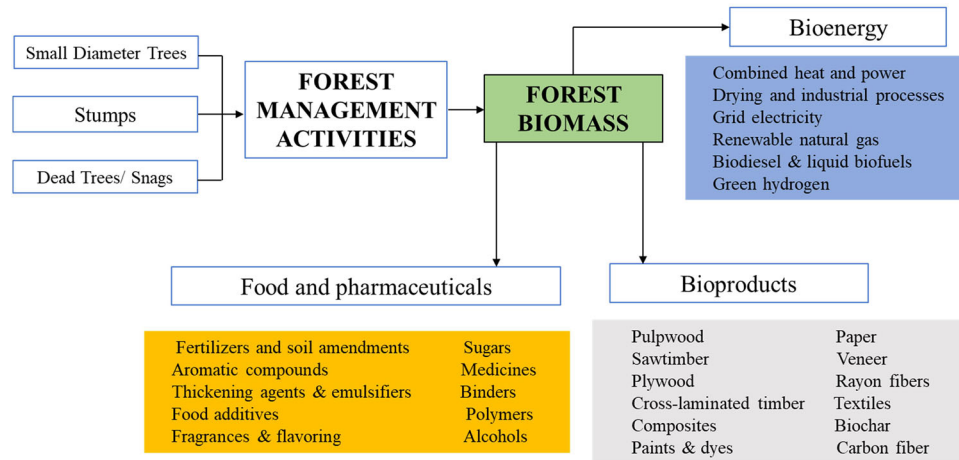 Small Diameter Trees
Stumps
Dead Trees/ Snags
FOREST
MANAGEMENT
ACTIVITIES
FOREST
BIOMASS
Bioenergy
Combined heat and power
Drying and industrial processes
Grid electricity
Renewable natural gas
Biodiesel & liquid biofuels
Green hydrogen
Food and pharmaceuticals
Fertilizers and soil amendments Sugars
Aromatic compounds Medicines
Thickening agents & emulsifiers Binders
Food additives Polymers
Fragrances & flavoring Alcohols
Bioproducts
Pulpwood Paper
Sawtimber Veneer
Plywood Rayon fibers
Cross-laminated timber Textiles
Composites Biochar
Paints & dyes Carbon fiber